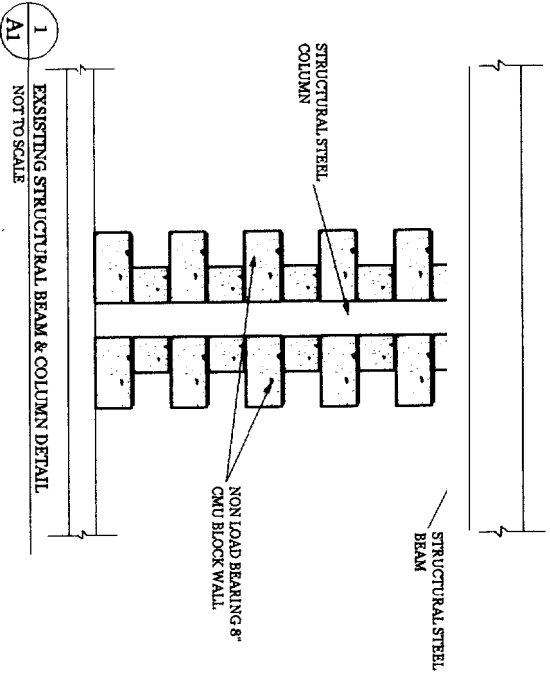 STRUCTURAL STEEL
COLUMN
STRUCTURAL STEEL
BEAM
NON LOAD BEARING 8"
CMU BLOCK WALL
1
A1
EXSISTING STRUCTURAL BEAM & COLUMN DETAIL
NOT TO SCALE